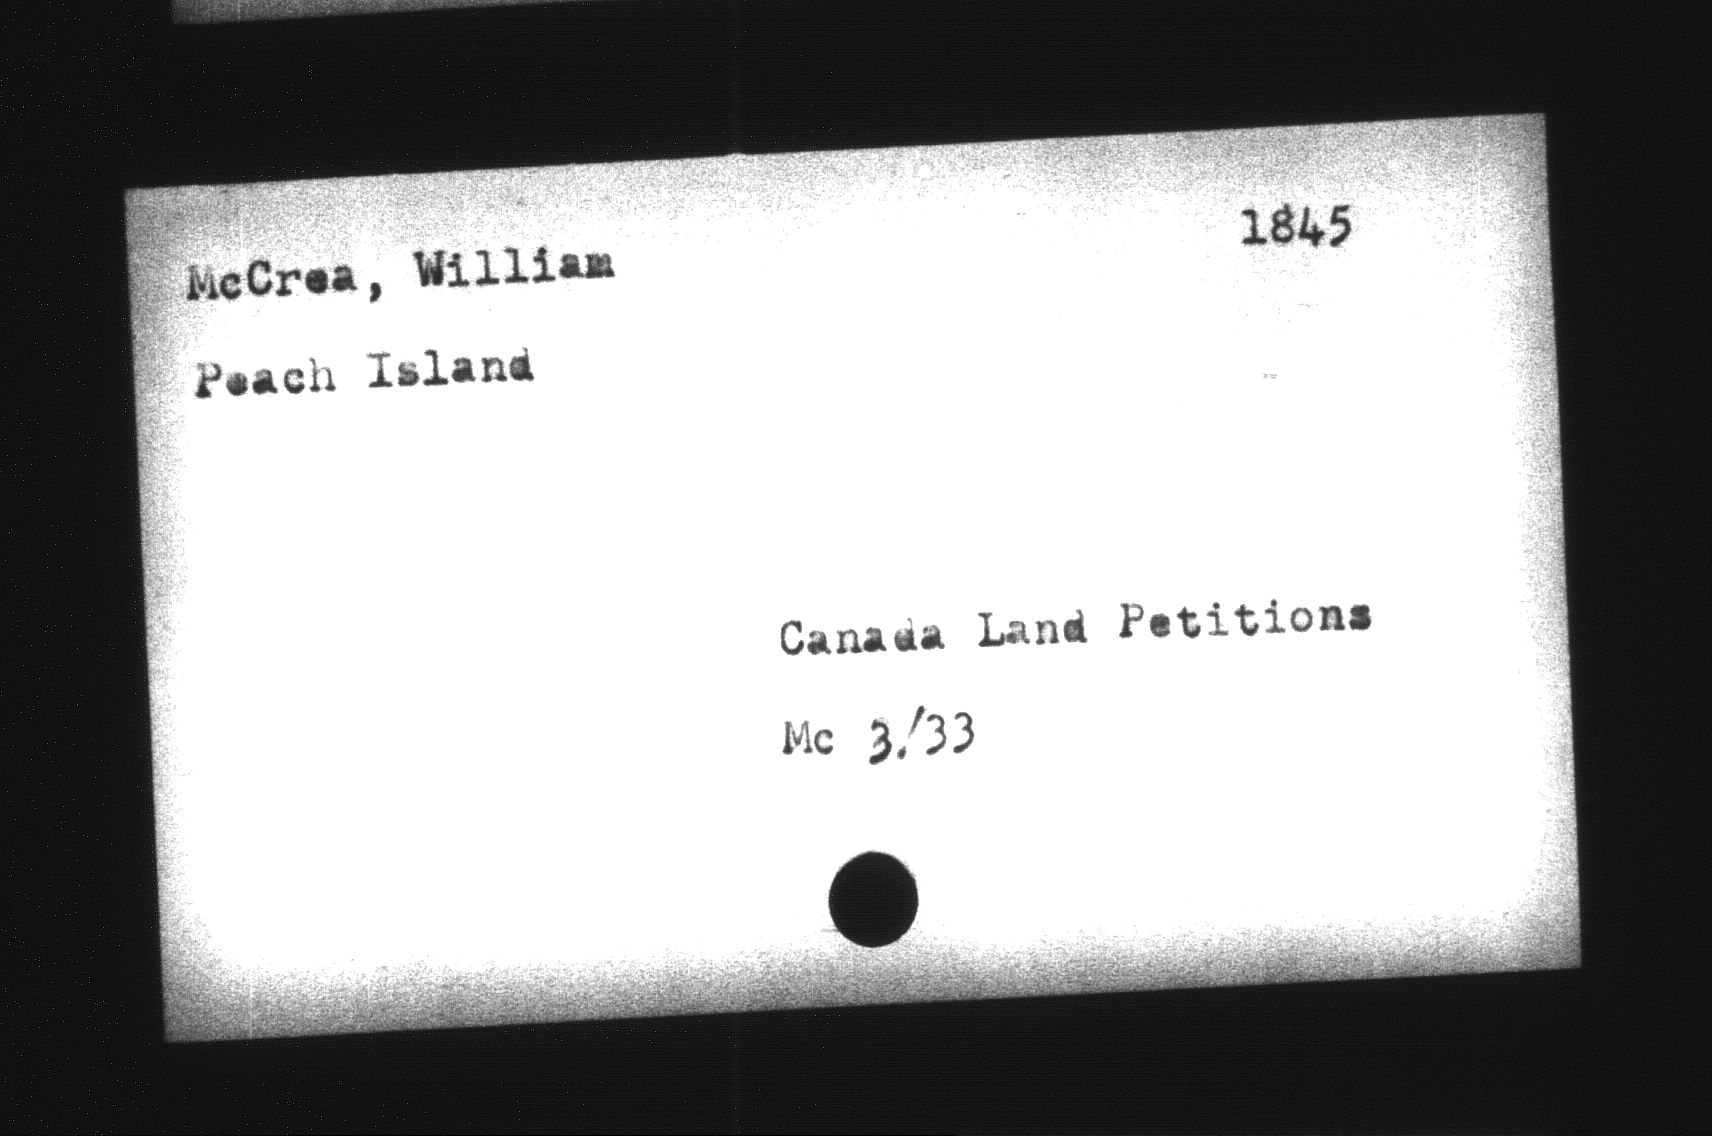 McCrea, William 1845
Peach Island
Canada Land Petitions
Mc 3./33